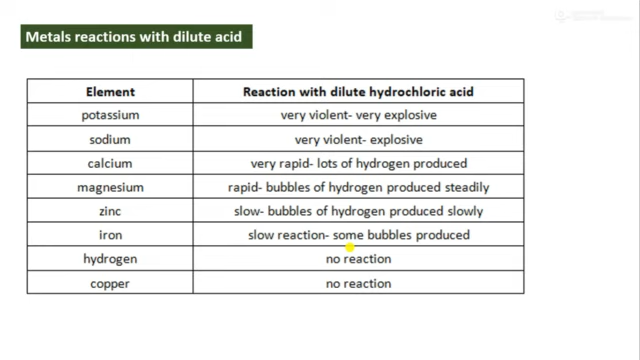 Metals reactions with dilute acid
Element Reaction with dilute hydrochloric acid
potassium very violent- very explosive
sodium very violent- explosive
calcium very rapid- lots of hydrogen produced
magnesium rapid- bubbles of hydrogen produced steadily
zinc slow- bubbles of hydrogen produced slowly
iron slow reaction- some bubbles produced
hydrogen no reaction
copper no reaction